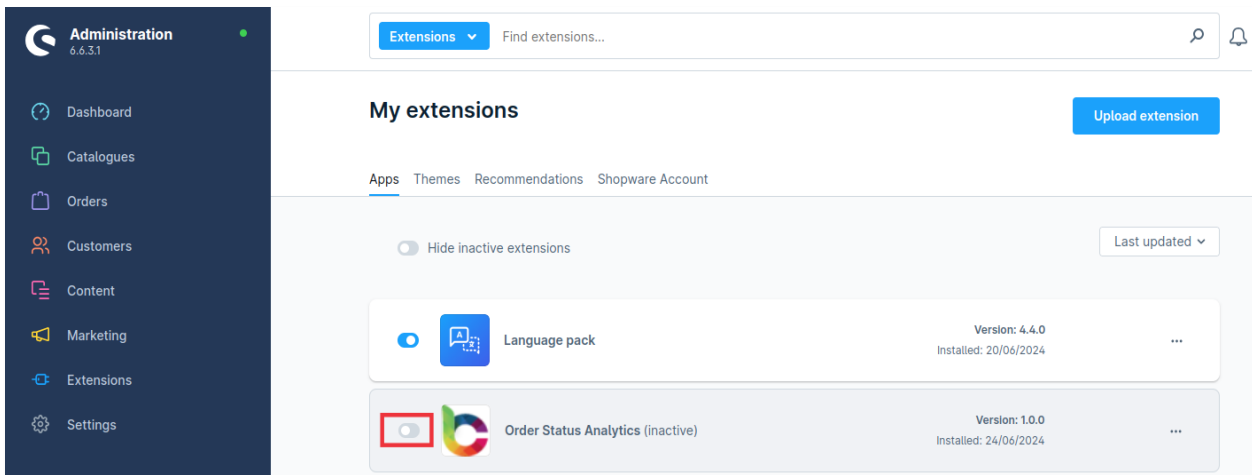 Administration
6.6.3.1
Dashboard
Catalogues
Orders
Customers
Content
Marketing
Extensions
Settings
Extensions Find extensions...
My extensions
Upload extension
Apps Themes Recommendations Shopware Account
Hide inactive extensions
Last updated
Language pack
Version: 4.4.0
Installed: 20/06/2024
Order Status Analytics (inactive)
Version: 1.0.0
Installed: 24/06/2024